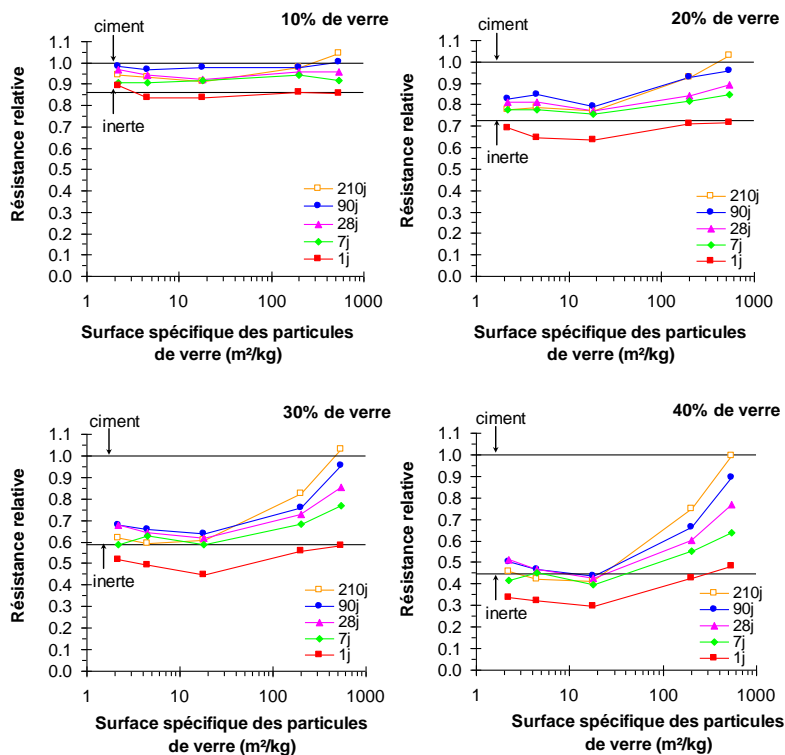 10% de verre
ciment
Résistance relative
1.1
1.0
0.9
0.8
0.7
0.6
0.5
0.4
0.3
0.2
0.1
0.0
inerte
210j
90j
28j
7j
1j
1 10 100 1000
Surface spécifique des particules
de verre (m²/kg)
20% de verre
ciment
Résistance relative
1.1
1.0
0.9
0.8
0.7
0.6
0.5
0.4
0.3
0.2
0.1
0.0
inerte
210j
90j
28j
7j
1j
1 10 100 1000
Surface spécifique des particules
de verre (m²/kg)
30% de verre
ciment
Résistance relative
1.1
1.0
0.9
0.8
0.7
0.6
0.5
0.4
0.3
0.2
0.1
0.0
inerte
210j
90j
28j
7j
1j
1 10 100 1000
Surface spécifique des particules
de verre (m²/kg)
40% de verre
ciment
Résistance relative
1.1
1.0
0.9
0.8
0.7
0.6
0.5
0.4
0.3
0.2
0.1
0.0
inerte
210j
90j
28j
7j
1j
1 10 100 1000
Surface spécifique des particules
de verre (m²/kg)